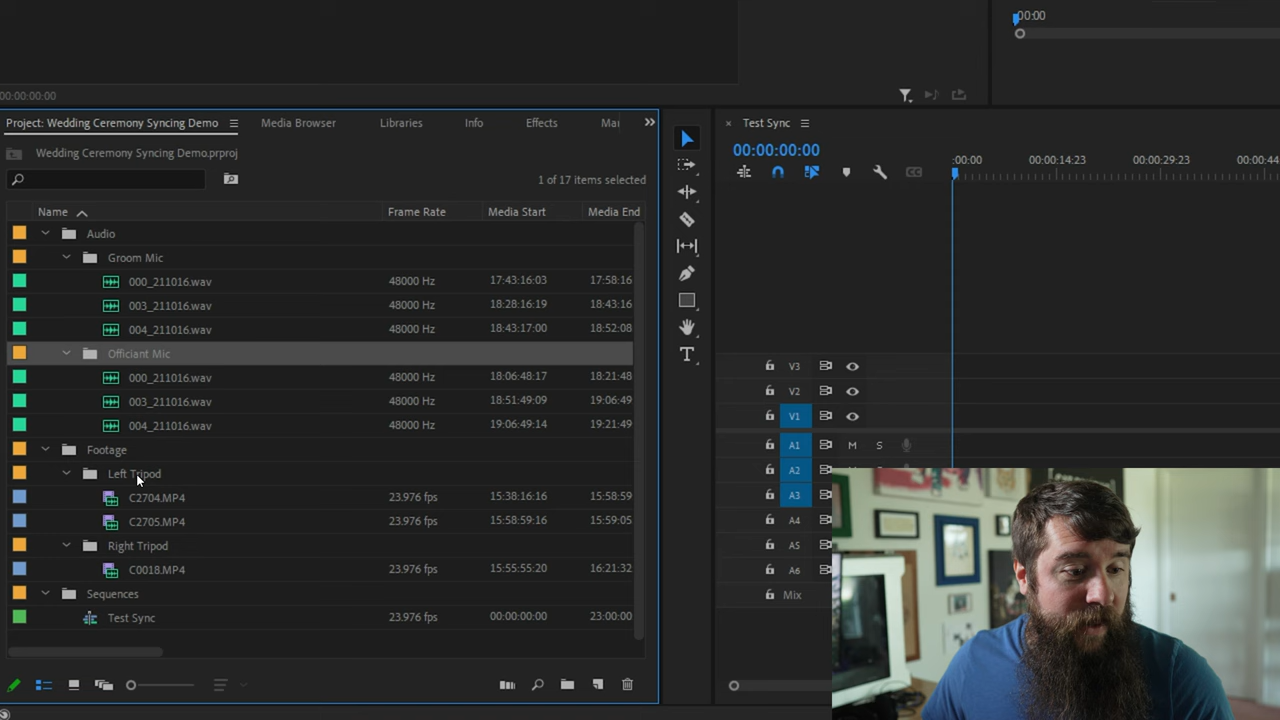 :00:00
00:00:00:00
Project: Wedding Ceremony Syncing Demo Media Browser Libraries Info Effects Mar
Test Sync
Wedding Ceremony Syncing Demo.prproj
00:00:00:00
1 of 17 items selected
:00:00 00:00:14:23 00:00:29:23 00:00:44
Name Frame Rate Media Start Media End
Audio
Groom Mic
000_211016.wav 48000 Hz 17:43:16:03 17:58:16
003_211016.wav 48000 Hz 18:28:16:19 18:43:16
004_211016.wav 48000 Hz 18:43:17:00 18:52:08
Officiant Mic
000_211016.wav 48000 Hz 18:06:48:17 18:21:48
003_211016.wav 48000 Hz 18:51:49:09 19:06:49
004_211016.wav 48000 Hz 19:06:49:14 19:21:49
Footage
Left Tripod
C2704.MP4 23.976 fps 15:38:16:16 15:58:59
C2705.MP4 23.976 fps 15:58:59:16 15:59:05
Right Tripod
C0018.MP4 23.976 fps 15:55:55:20 16:21:32
Sequences
Test Sync 23.976 fps 00:00:00:00 23:00:00
T
V3
V2
V1
A1 M S
A2
A3
A4
A5
A6
Mix